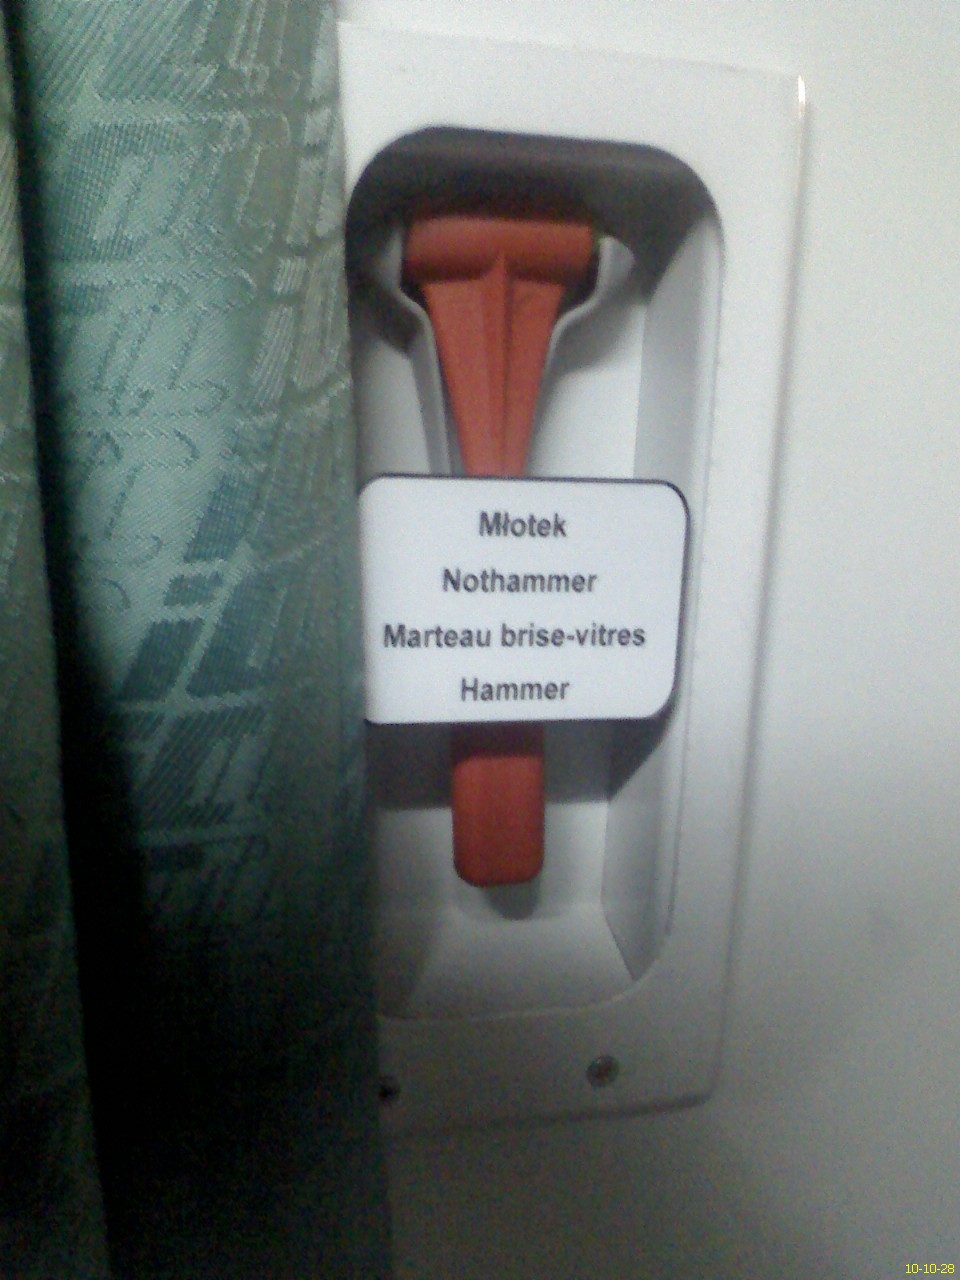 Młotek
Nothammer
Marteau brise-vitres
Hammer
10-10-28